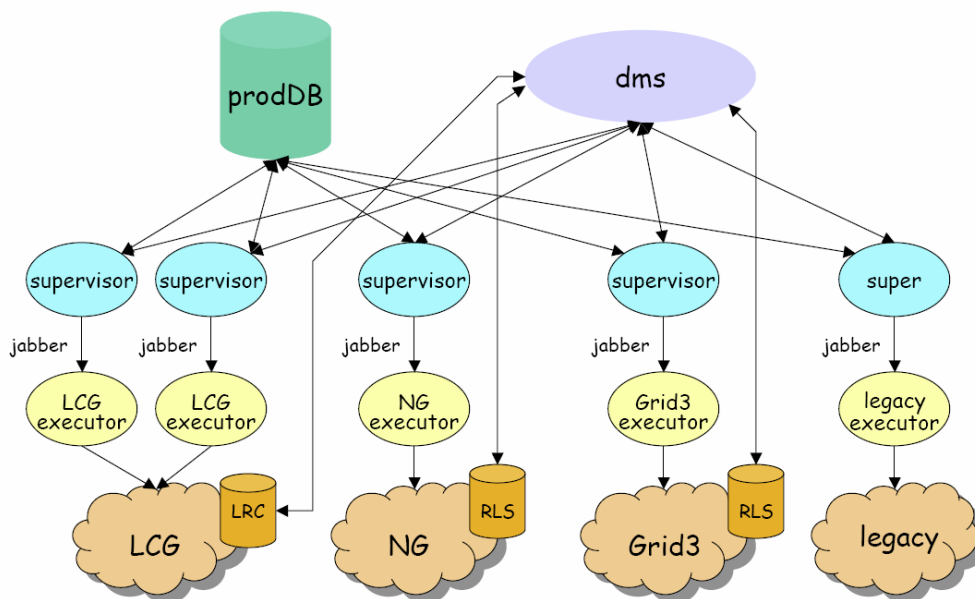 prodDB
dms
supervisor
supervisor
supervisor
supervisor
super
jabber
jabber
jabber
jabber
jabber
LCG
executor
LCG
executor
NG
executor
Grid3
executor
legacy
executor
LRC
RLS
RLS
LCG
NG
Grid3
legacy